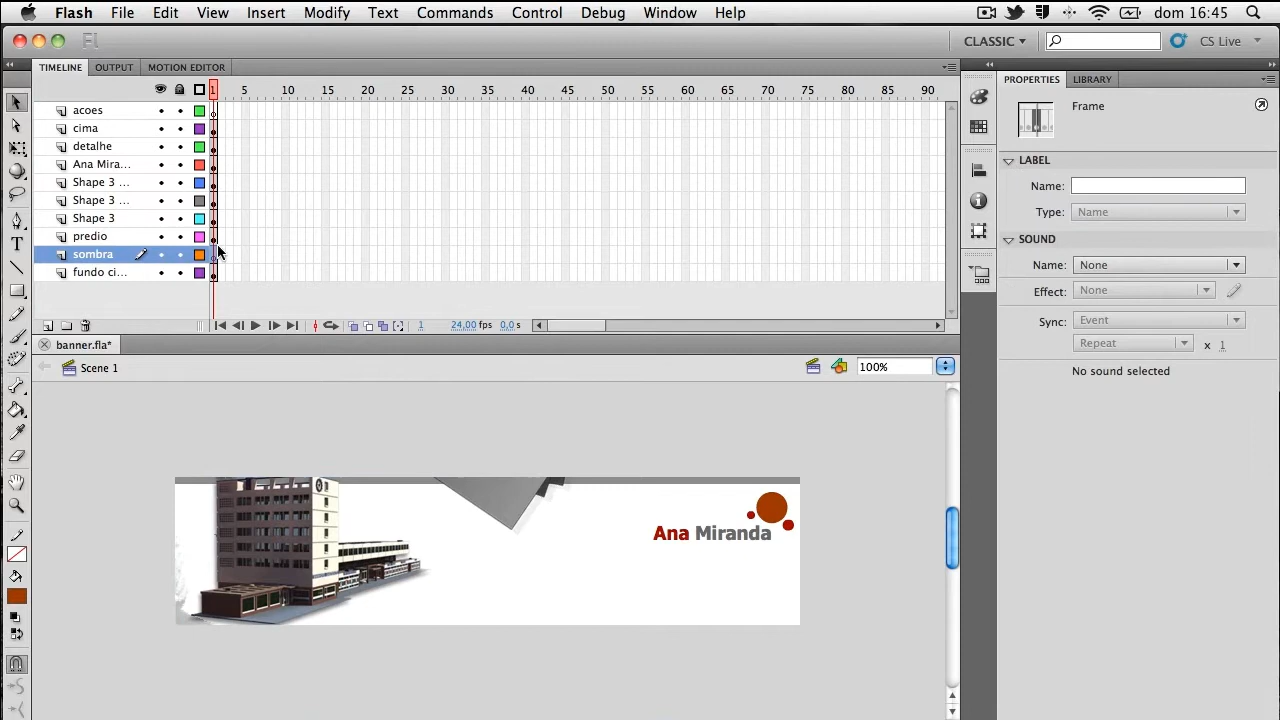 Flash File Edit View Insert Modify Text Commands Control Debug Window Help dom 16:45
Fl CLASSIC CS Live
TIMELINE OUTPUT MOTION EDITOR
1 5 10 15 20 25 30 35 40 45 50 55 60 65 70 75 80 85 90
acoes
cima
detalhe
Ana Mira...
Shape 3 ...
Shape 3 ...
Shape 3
predio
sombra
fundo ci...
1 24,00 fps 0,0 s
banner.fla*
Scene 1 100%
Ana Miranda
PROPERTIES LIBRARY
Frame
LABEL
Name:
Type: Name
SOUND
Name: None
Effect: None
Sync: Event
Repeat x 1
No sound selected
T